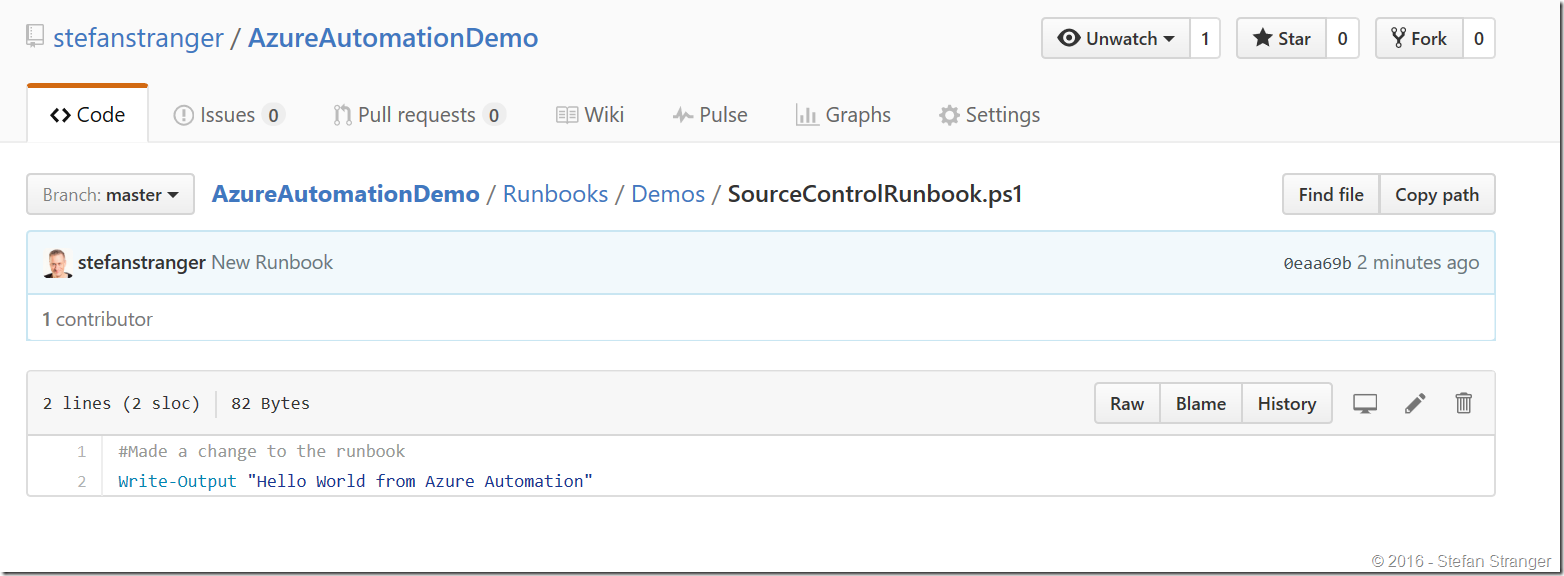 stefanstranger / AzureAutomationDemo Unwatch 1 Star 0 Fork 0
Code Issues 0 Pull requests 0 Wiki Pulse Graphs Settings
Branch: master AzureAutomationDemo / Runbooks / Demos / SourceControlRunbook.ps1 Find file Copy path
stefanstranger New Runbook 0eaa69b 2 minutes ago
1 contributor
2 lines (2 sloc) 82 Bytes Raw Blame History
1 #Made a change to the runbook
2 Write-Output "Hello World from Azure Automation"
© 2016 - Stefan Stranger